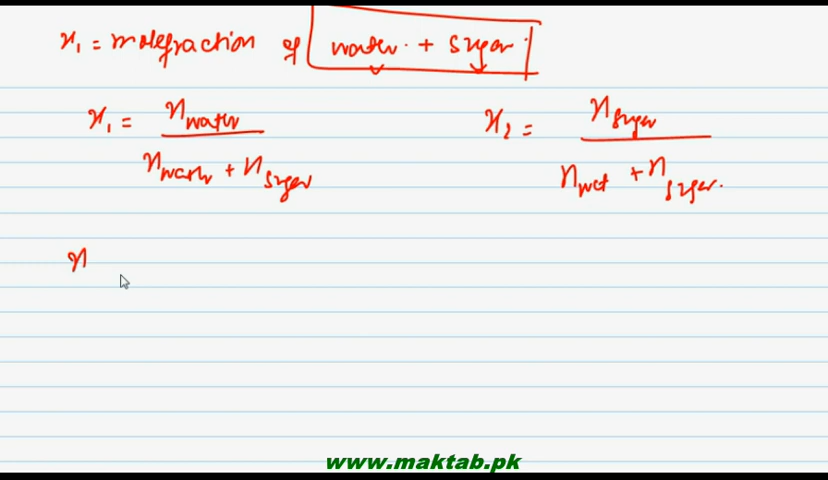 x₁ = molefraction of water + sugar
x₁ = n water / n water + n sugar    x₂ = n sugar / n wat + n sugar.
x
www.maktab.pk